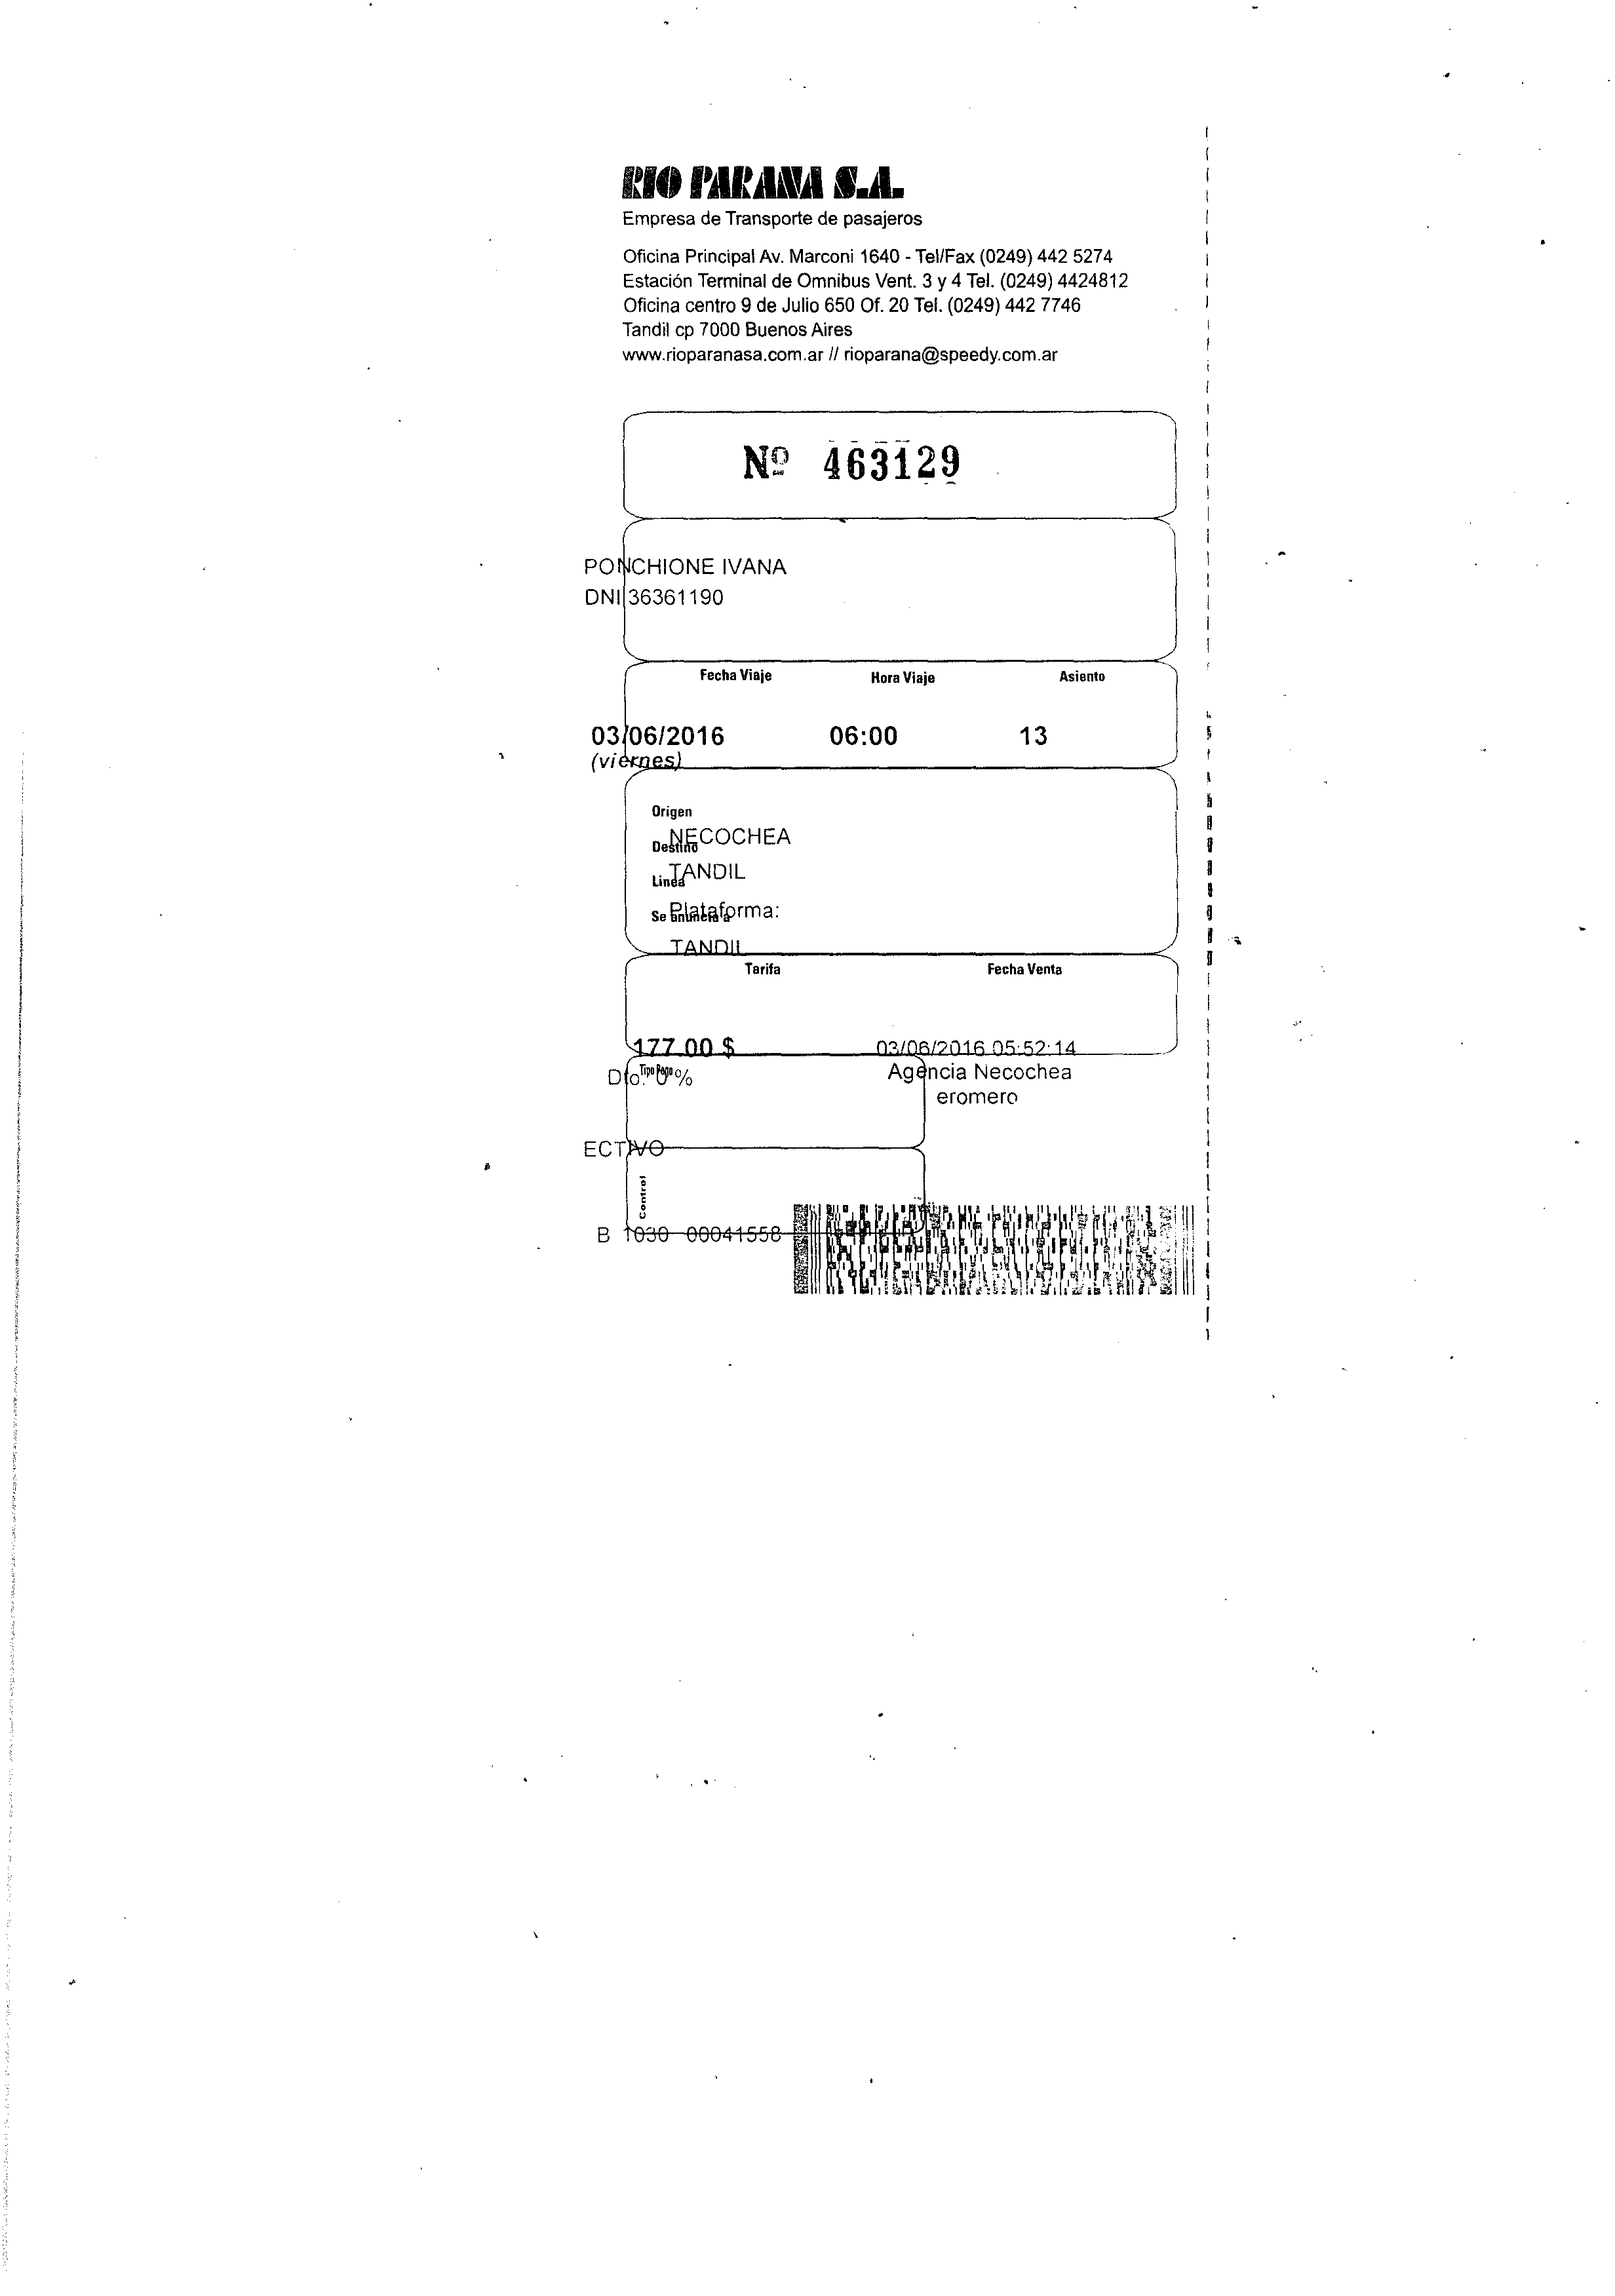 RIO PARANA S.A.
Empresa de Transporte de pasajeros
Oficina Principal Av. Marconi 1640 - Tel/Fax (0249) 442 5274
Estación Terminal de Omnibus Vent. 3 y 4 Tel. (0249) 4424812
Oficina centro 9 de Julio 650 Of. 20 Tel. (0249) 442 7746
Tandil cp 7000 Buenos Aires
www.rioparanasa.com.ar // rioparana@speedy.com.ar
Nº 463129
PONCHIONE IVANA
DNI 36361190
Fecha Viaje Hora Viaje Asiento
03/06/2016 06:00 13
(viernes)
Origen
NECOCHEA
Destino
TANDIL
Linea
Plataforma:
Se
TANDIL
Tarifa Fecha Venta
177.00 $ 03/06/2016 05:52:14
Tipo Pago
Dto. 0 % Agencia Necochea
eromero
ECTIVO
Control
B 1030 00041558